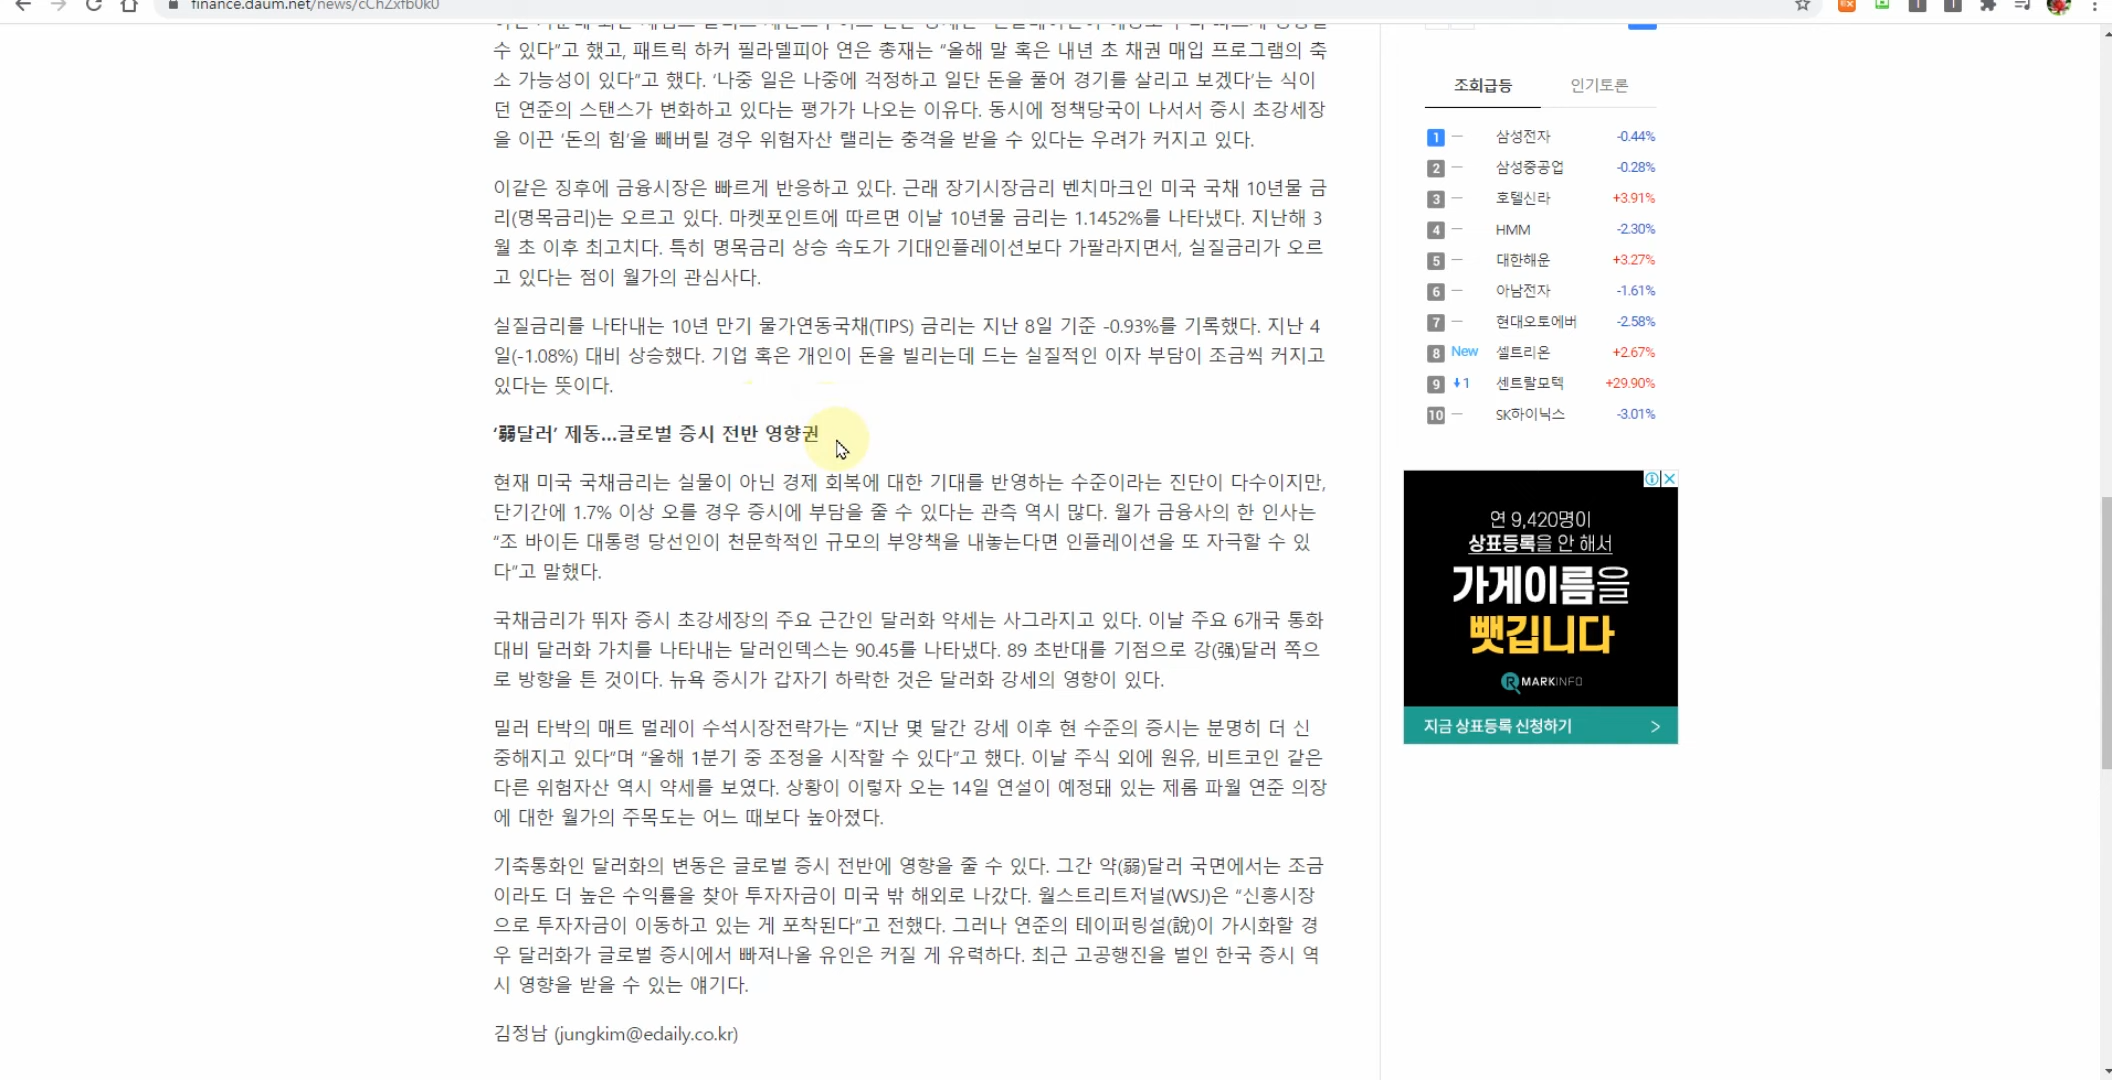 finance.daum.net/news/cChZxfb0k0
수 있다”고 했고, 패트릭 하커 필라델피아 연은 총재는 “올해 말 혹은 내년 초 채권 매입 프로그램의 축
소 가능성이 있다”고 했다. ‘나중 일은 나중에 걱정하고 일단 돈을 풀어 경기를 살리고 보겠다’는 식이
던 연준의 스탠스가 변화하고 있다는 평가가 나오는 이유다. 동시에 정책당국이 나서서 증시 초강세장
을 이끈 ‘돈의 힘’을 빼버릴 경우 위험자산 랠리는 충격을 받을 수 있다는 우려가 커지고 있다.
이같은 징후에 금융시장은 빠르게 반응하고 있다. 근래 장기시장금리 벤치마크인 미국 국채 10년물 금
리(명목금리)는 오르고 있다. 마켓포인트에 따르면 이날 10년물 금리는 1.1452%를 나타냈다. 지난해 3
월 초 이후 최고치다. 특히 명목금리 상승 속도가 기대인플레이션보다 가팔라지면서, 실질금리가 오르
고 있다는 점이 월가의 관심사다.
실질금리를 나타내는 10년 만기 물가연동국채(TIPS) 금리는 지난 8일 기준 -0.93%를 기록했다. 지난 4
일(-1.08%) 대비 상승했다. 기업 혹은 개인이 돈을 빌리는데 드는 실질적인 이자 부담이 조금씩 커지고
있다는 뜻이다.
‘弱달러’ 제동…글로벌 증시 전반 영향권
현재 미국 국채금리는 실물이 아닌 경제 회복에 대한 기대를 반영하는 수준이라는 진단이 다수이지만,
단기간에 1.7% 이상 오를 경우 증시에 부담을 줄 수 있다는 관측 역시 많다. 월가 금융사의 한 인사는
“조 바이든 대통령 당선인이 천문학적인 규모의 부양책을 내놓는다면 인플레이션을 또 자극할 수 있
다”고 말했다.
국채금리가 뛰자 증시 초강세장의 주요 근간인 달러화 약세는 사그라지고 있다. 이날 주요 6개국 통화
대비 달러화 가치를 나타내는 달러인덱스는 90.45를 나타냈다. 89 초반대를 기점으로 강(强)달러 쪽으
로 방향을 튼 것이다. 뉴욕 증시가 갑자기 하락한 것은 달러화 강세의 영향이 있다.
밀러 타박의 매트 멀레이 수석시장전략가는 “지난 몇 달간 강세 이후 현 수준의 증시는 분명히 더 신
중해지고 있다”며 “올해 1분기 중 조정을 시작할 수 있다”고 했다. 이날 주식 외에 원유, 비트코인 같은
다른 위험자산 역시 약세를 보였다. 상황이 이렇자 오는 14일 연설이 예정돼 있는 제롬 파월 연준 의장
에 대한 월가의 주목도는 어느 때보다 높아졌다.
기축통화인 달러화의 변동은 글로벌 증시 전반에 영향을 줄 수 있다. 그간 약(弱)달러 국면에서는 조금
이라도 더 높은 수익률을 찾아 투자자금이 미국 밖 해외로 나갔다. 월스트리트저널(WSJ)은 “신흥시장
으로 투자자금이 이동하고 있는 게 포착된다”고 전했다. 그러나 연준의 테이퍼링설(說)이 가시화할 경
우 달러화가 글로벌 증시에서 빠져나올 유인은 커질 게 유력하다. 최근 고공행진을 벌인 한국 증시 역
시 영향을 받을 수 있는 얘기다.
김정남 (jungkim@edaily.co.kr)
조회급등 인기토론
1 삼성전자 -0.44%
2 삼성중공업 -0.28%
3 호텔신라 +3.91%
4 HMM -2.30%
5 대한해운 +3.27%
6 아남전자 -1.61%
7 현대오토에버 -2.58%
8 New 셀트리온 +2.67%
9 1 센트랄모텍 +29.90%
10 SK하이닉스 -3.01%
연 9,420명이
상표등록을 안 해서
가게이름을
뺏깁니다
MARKINFO
지금 상표등록 신청하기 >